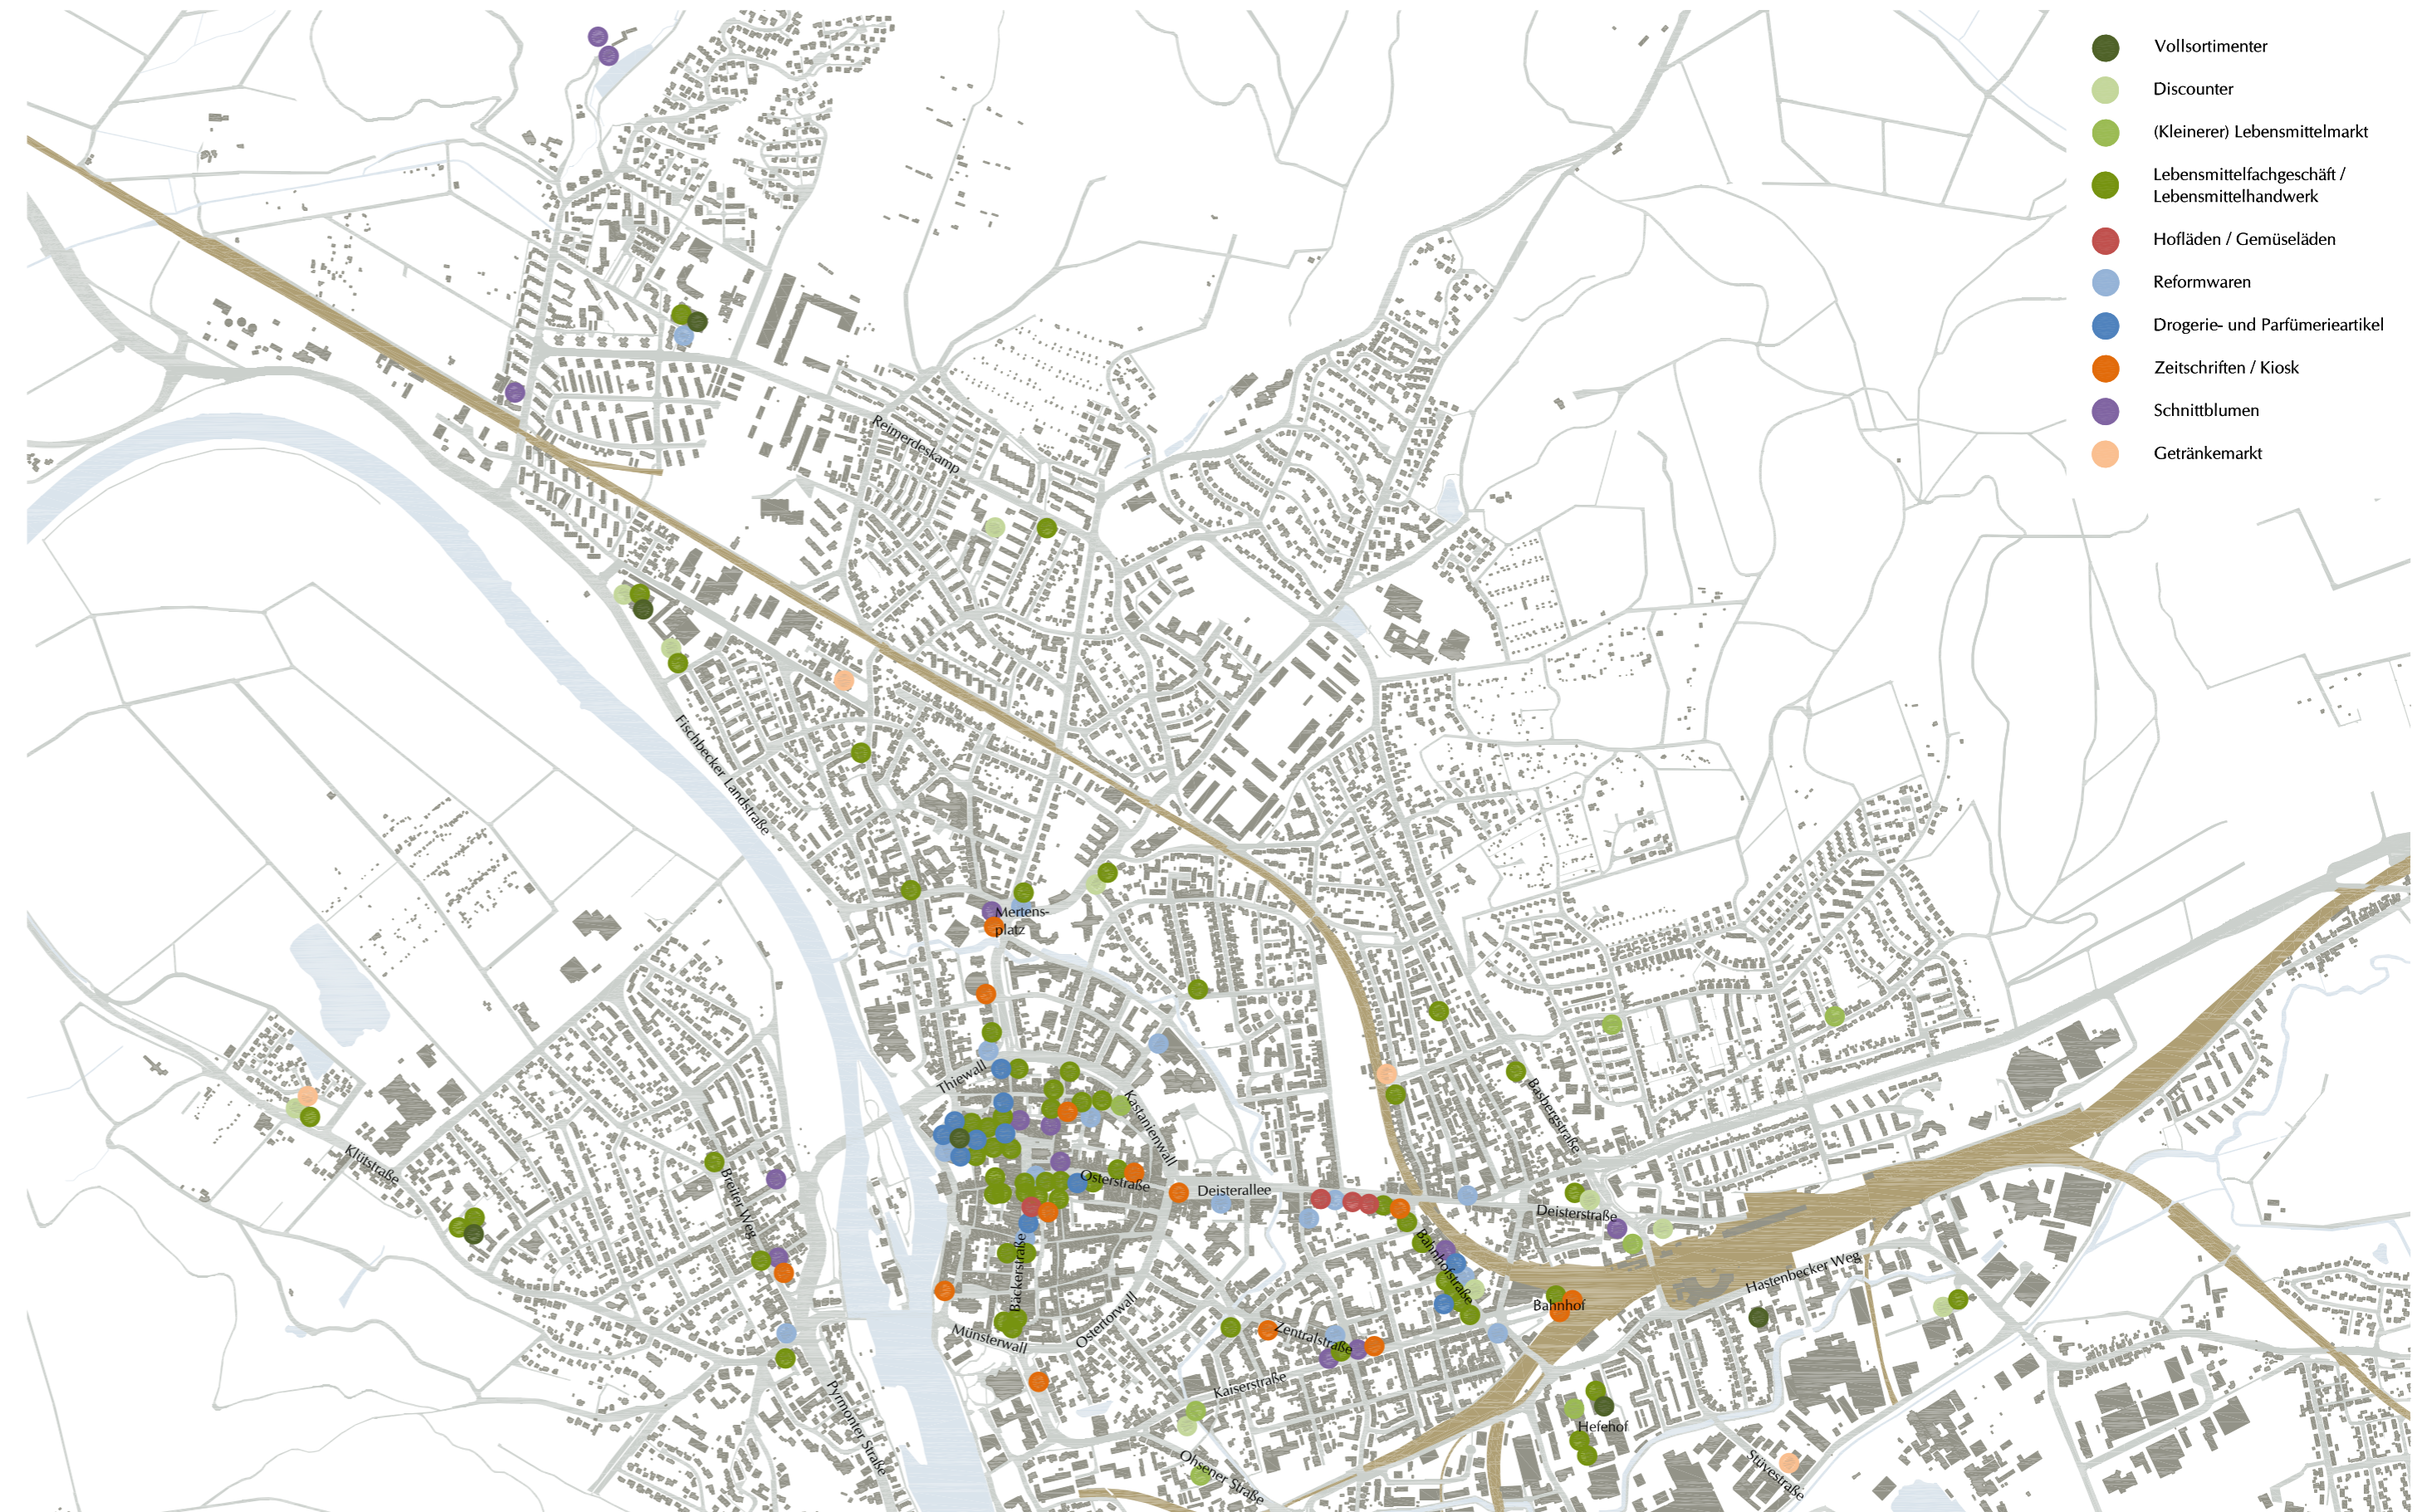 Vollsortimenter
Discounter
(Kleinerer) Lebensmittelmarkt
Lebensmittelfachgeschäft /
Lebensmittelhandwerk
Hofläden / Gemüseläden
Reformwaren
Drogerie- und Parfümerieartikel
Zeitschriften / Kiosk
Schnittblumen
Getränkemarkt
Reimerdeskamp
Fischbecker Landstraße
Mertens-
platz
Thiewall
Kastanienwall
Basbergstraße
Klütstraße
Breiter Weg
Osterstraße
Deisterallee
Deisterstraße
Bahnhofstraße
Hastenbecker Weg
Bäckerstraße
Bahnhof
Ostertorwall
Münsterwall
Zentralstraße
Kaiserstraße
Pyrmonter Straße
Hefehof
Ohsener Straße
Stüvestraße